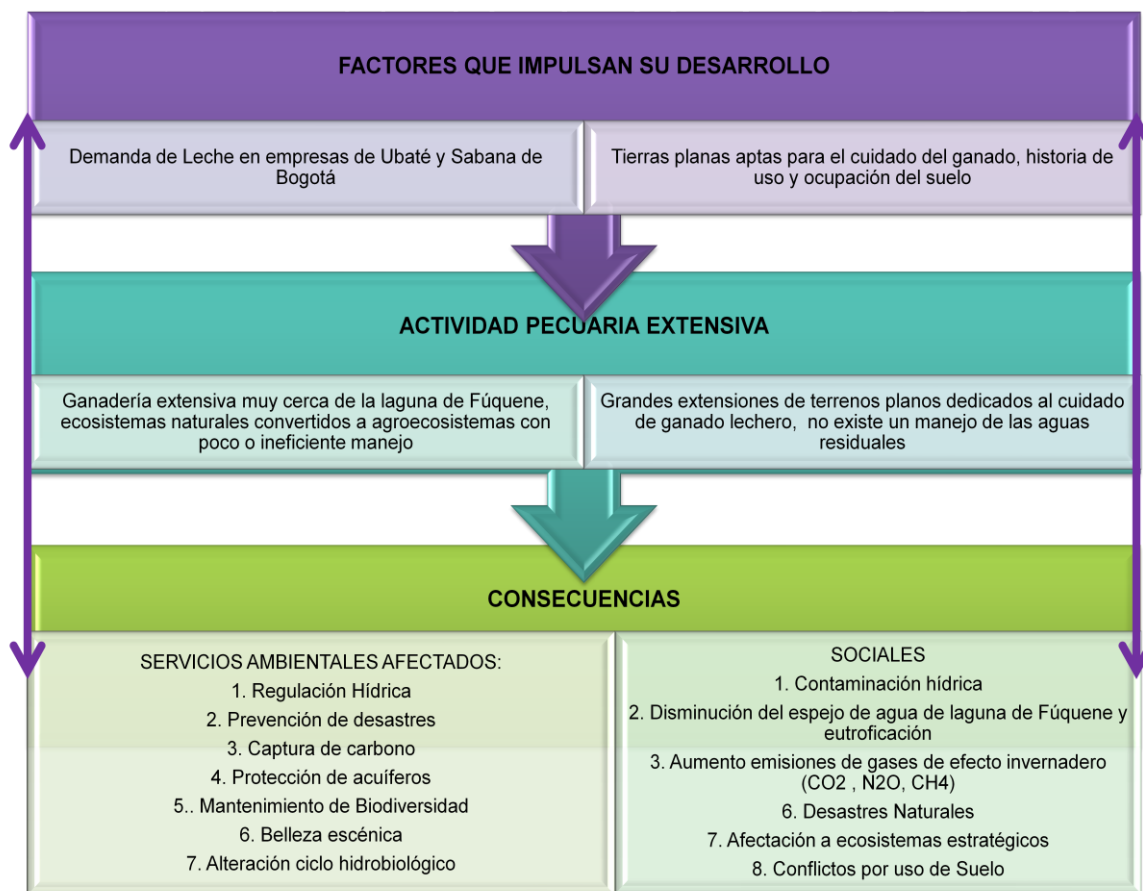 FACTORES QUE IMPULSAN SU DESARROLLO
Demanda de Leche en empresas de Ubaté y Sabana de
Bogotá
Tierras planas aptas para el cuidado del ganado, historia de
uso y ocupación del suelo
ACTIVIDAD PECUARIA EXTENSIVA
Ganadería extensiva muy cerca de la laguna de Fúquene,
ecosistemas naturales convertidos a agroecosistemas con
poco o ineficiente manejo
Grandes extensiones de terrenos planos dedicados al cuidado
de ganado lechero, no existe un manejo de las aguas
residuales
CONSECUENCIAS
SERVICIOS AMBIENTALES AFECTADOS:
1. Regulación Hídrica
2. Prevención de desastres
3. Captura de carbono
4. Protección de acuíferos
5.. Mantenimiento de Biodiversidad
6. Belleza escénica
7. Alteración ciclo hidrobiológico
SOCIALES
1. Contaminación hídrica
2. Disminución del espejo de agua de laguna de Fúquene y
eutroficación
3. Aumento emisiones de gases de efecto invernadero
(CO2 , N2O, CH4)
6. Desastres Naturales
7. Afectación a ecosistemas estratégicos
8. Conflictos por uso de Suelo